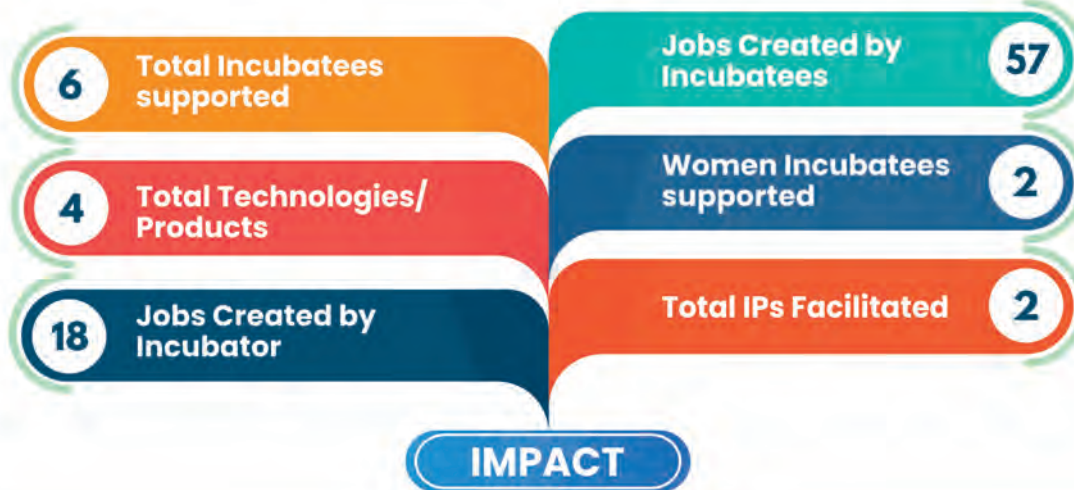 6
Total Incubatees
supported
4
Total Technologies/
Products
18
Jobs Created by
Incubator
Jobs Created by
Incubatees
57
Women Incubatees
supported
2
Total IPs Facilitated
2
IMPACT